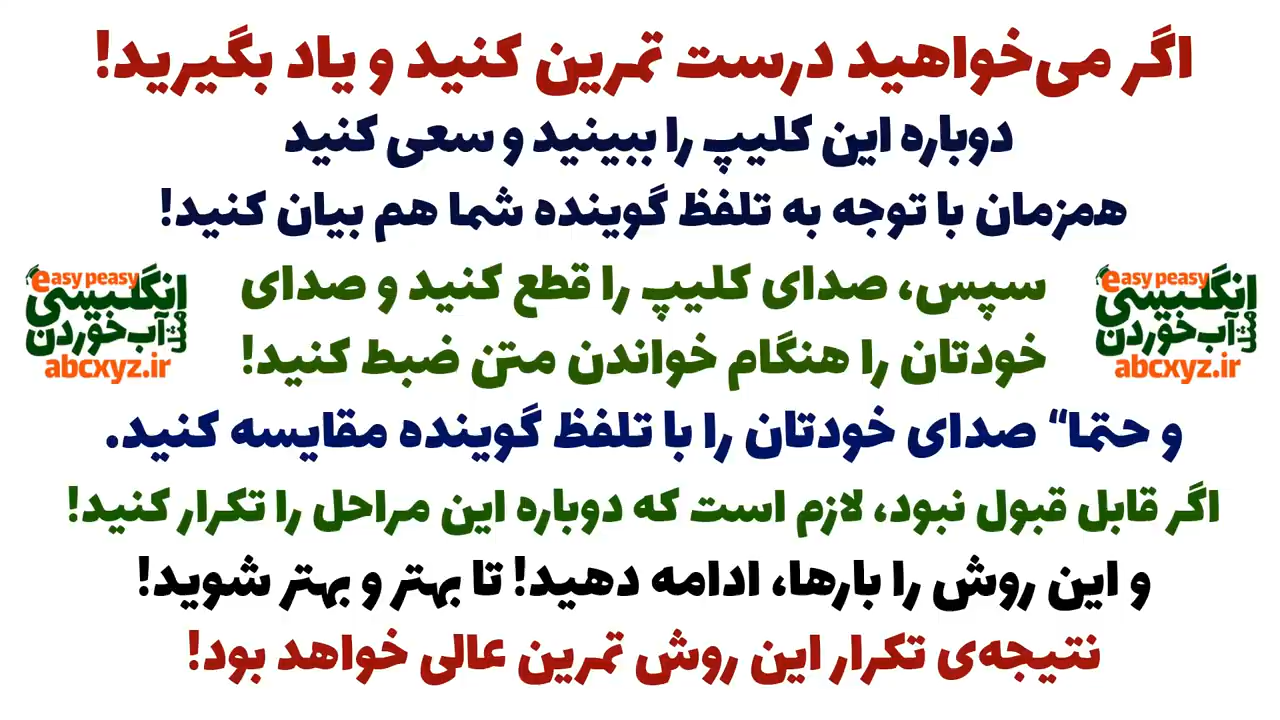 اگر می‌خواهید درست تمرین کنید و یاد بگیرید!
دوباره این کلیپ را ببینید و سعی کنید
همزمان با توجه به تلفظ گوینده شما هم بیان کنید!
سپس، صدای کلیپ را قطع کنید و صدای
خودتان را هنگام خواندن متن ضبط کنید!
و حتما“ صدای خودتان را با تلفظ گوینده مقایسه کنید.
اگر قابل قبول نبود، لازم است که دوباره این مراحل را تکرار کنید!
و این روش را بارها، ادامه دهید! تا بهتر و بهتر شوید!
نتیجه‌ی تکرار این روش تمرین عالی خواهد بود!
easy peasy
انگلیسی
مثل آب‌خوردن
abcxyz.ir
easy peasy
انگلیسی
مثل آب‌خوردن
abcxyz.ir